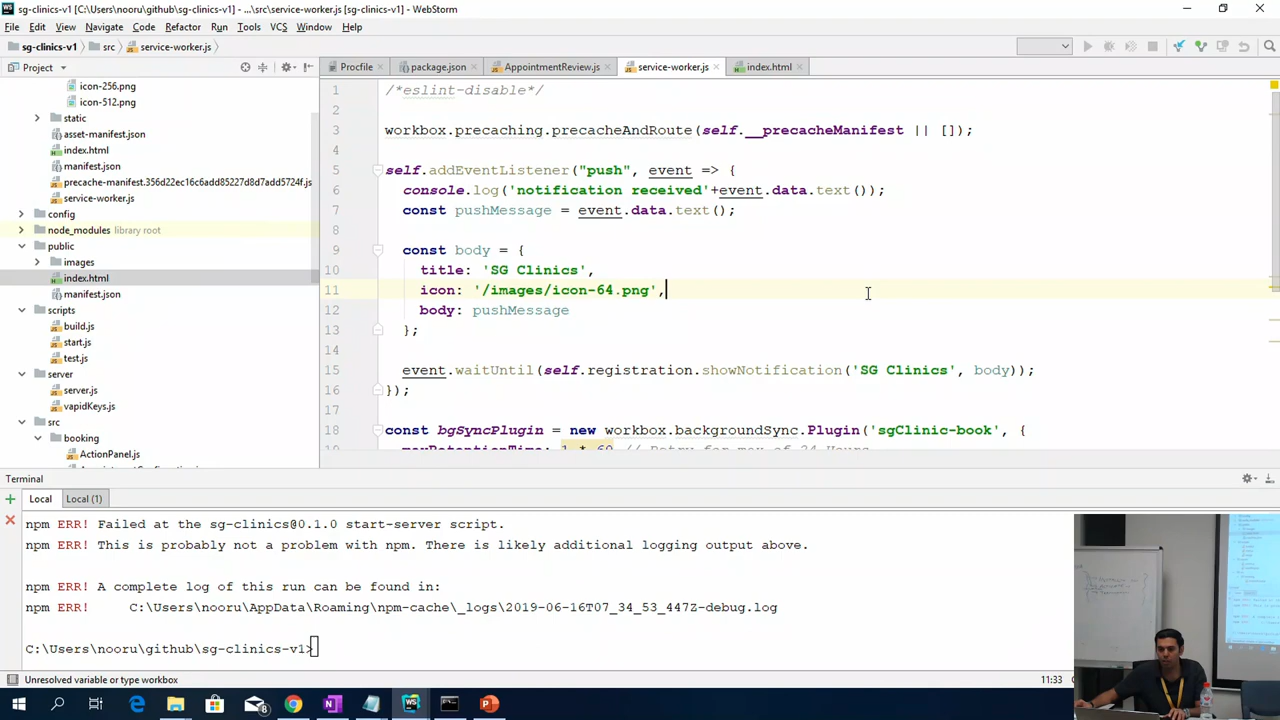 sg-clinics-v1 [C:\Users\nooru\github\sg-clinics-v1] - ...\src\service-worker.js [sg-clinics-v1] - WebStorm
File Edit View Navigate Code Refactor Run Tools VCS Window Help
sg-clinics-v1 src service-worker.js
Project
Procfile package.json AppointmentReview.js service-worker.js index.html
icon-256.png
icon-512.png
static
asset-manifest.json
index.html
manifest.json
precache-manifest.356d22ec16c6add85227d8d7add5724f.js
service-worker.js
config
node_modules library root
public
images
index.html
manifest.json
scripts
build.js
start.js
test.js
server
server.js
vapidKeys.js
src
booking
ActionPanel.js
1 /*eslint-disable*/
2
3 workbox.precaching.precacheAndRoute(self.__precacheManifest || []);
4
5 self.addEventListener("push", event => {
6 console.log('notification received'+event.data.text());
7 const pushMessage = event.data.text();
8
9 const body = {
10 title: 'SG Clinics',
11 icon: '/images/icon-64.png',
12 body: pushMessage
13 };
14
15 event.waitUntil(self.registration.showNotification('SG Clinics', body));
16 });
17
18 const bgSyncPlugin = new workbox.backgroundSync.Plugin('sgClinic-book', {
19 maxRetentionTime: 1 * 60 // Retry for max of 24 Hours
Terminal
Local Local (1)
npm ERR! Failed at the sg-clinics@0.1.0 start-server script.
npm ERR! This is probably not a problem with npm. There is likely additional logging output above.
npm ERR! A complete log of this run can be found in:
npm ERR! C:\Users\nooru\AppData\Roaming\npm-cache\_logs\2019-06-16T07_34_53_447Z-debug.log
C:\Users\nooru\github\sg-clinics-v1>
Unresolved variable or type workbox
11:33
8